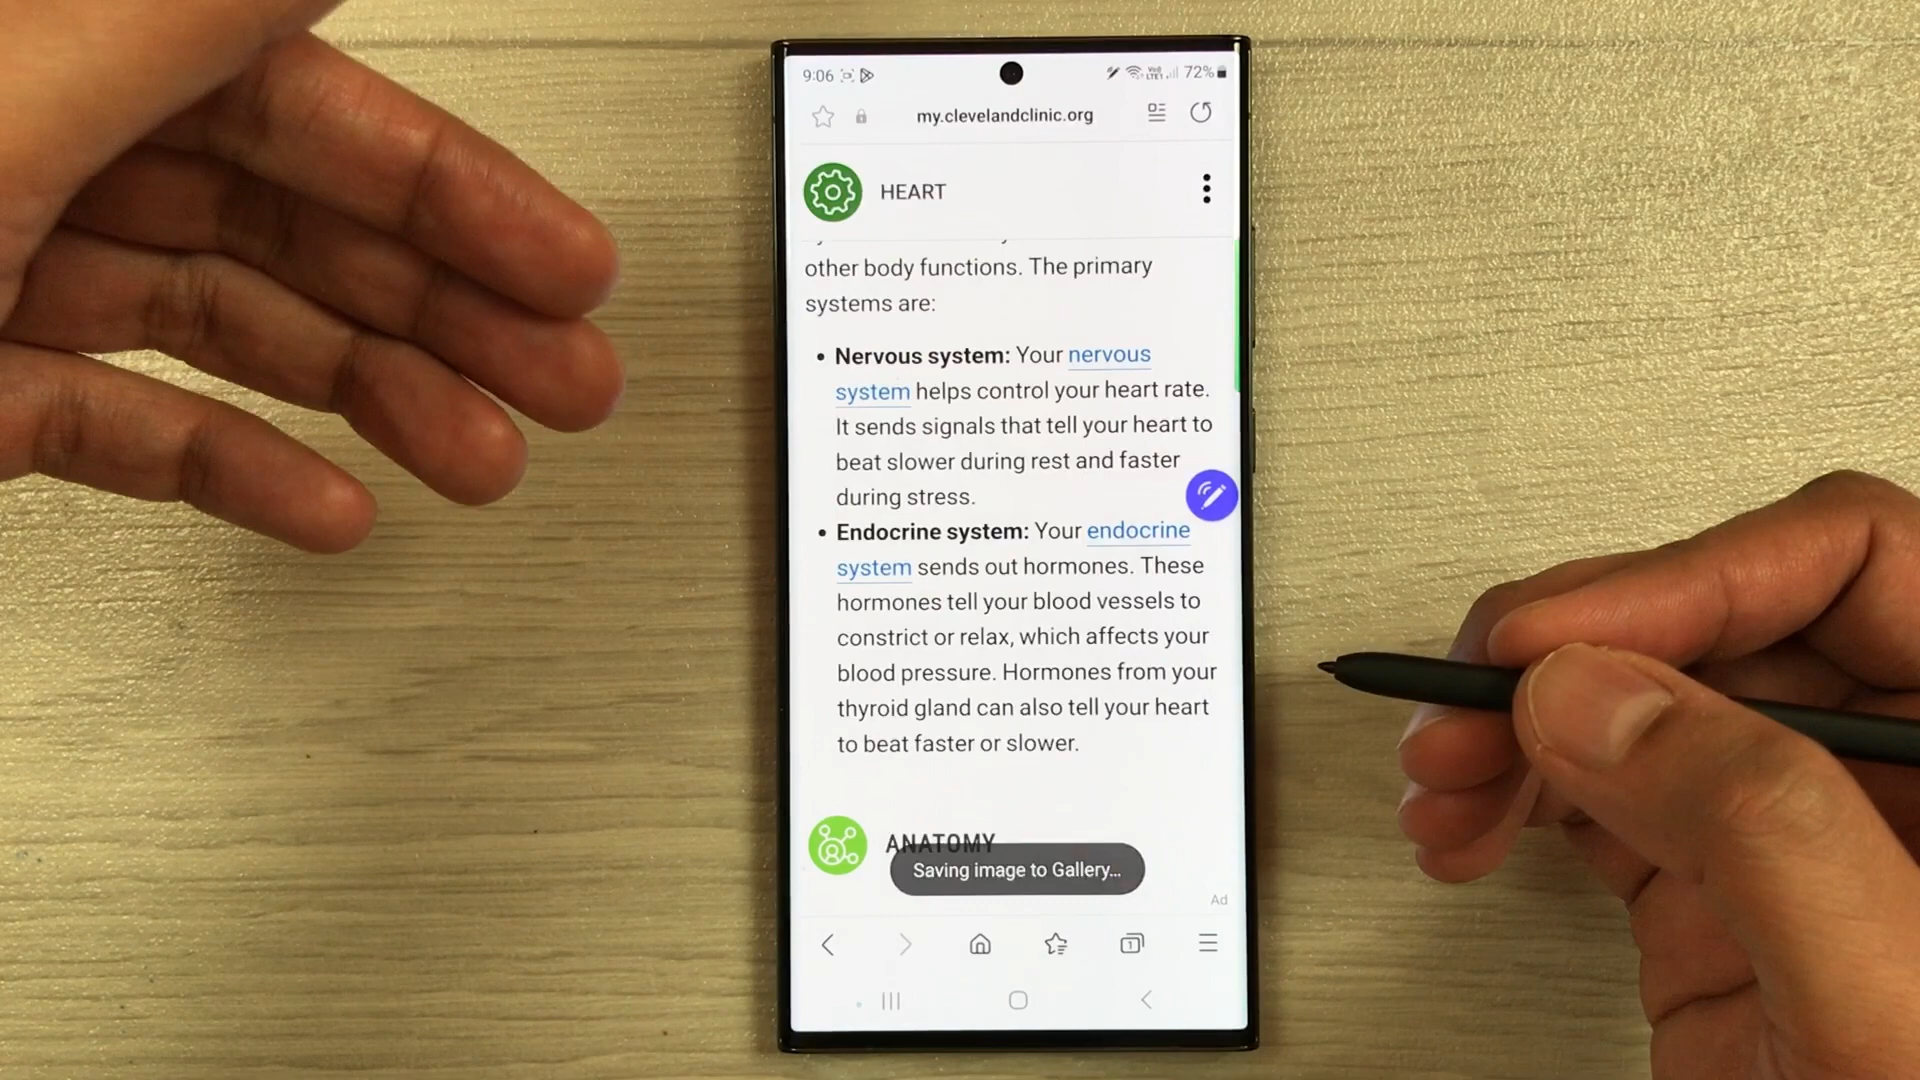 9:06
Vo) LTE1 72%
my.clevelandclinic.org
HEART
other body functions. The primary
systems are:
• Nervous system: Your nervous
system helps control your heart rate.
It sends signals that tell your heart to
beat slower during rest and faster
during stress.
• Endocrine system: Your endocrine
system sends out hormones. These
hormones tell your blood vessels to
constrict or relax, which affects your
blood pressure. Hormones from your
thyroid gland can also tell your heart
to beat faster or slower.
ANATOMY
Saving image to Gallery...
Ad
1